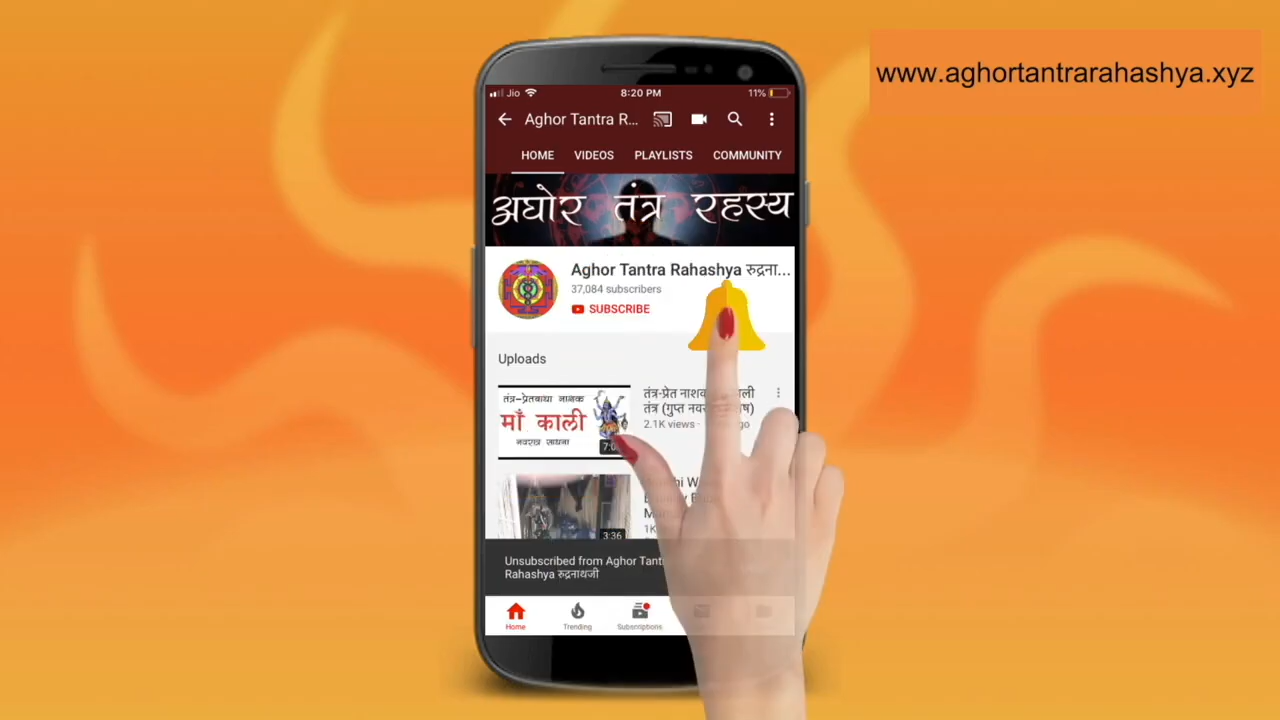 www.aghortantrarahashya.xyz
Jio 8:20 PM 11%
Aghor Tantra R...
HOME VIDEOS PLAYLISTS COMMUNITY
अघोर तंत्र रहस्य
Aghor Tantra Rahashya रुद्रना...
37,084 subscribers
SUBSCRIBE
Uploads
तंत्र-प्रेतबाधा नाशक
माँ काली
नवरात्र साधना
तंत्र-प्रेत
तंत्र (गुप्त
2.1K views
3:36
Unsubscribed from Aghor
Rahashya रुद्रनाथजी
Home Trending Subscriptions